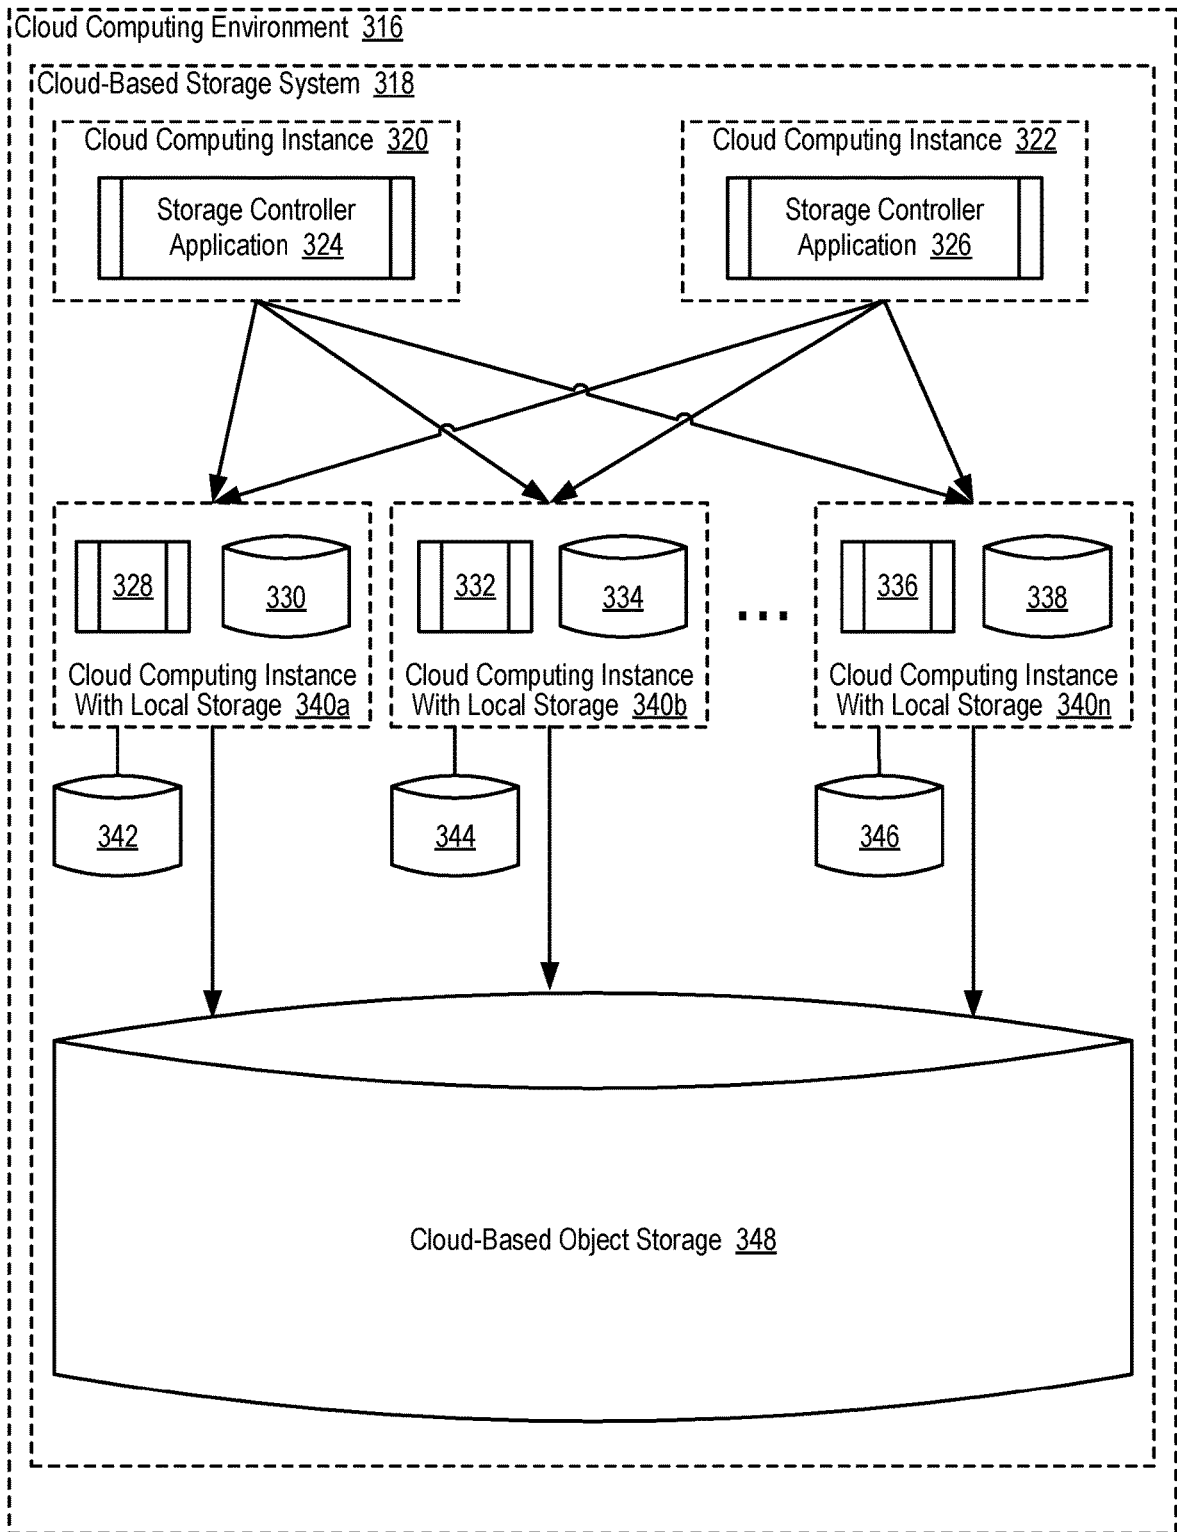 Cloud Computing Environment 316
Cloud-Based Storage System 318
Cloud Computing Instance 320
Storage Controller
Application 324
Cloud Computing Instance 322
Storage Controller
Application 326
328
330
Cloud Computing Instance
With Local Storage 340a
332
334
Cloud Computing Instance
With Local Storage 340b
...
336
338
Cloud Computing Instance
With Local Storage 340n
342
344
346
Cloud-Based Object Storage 348